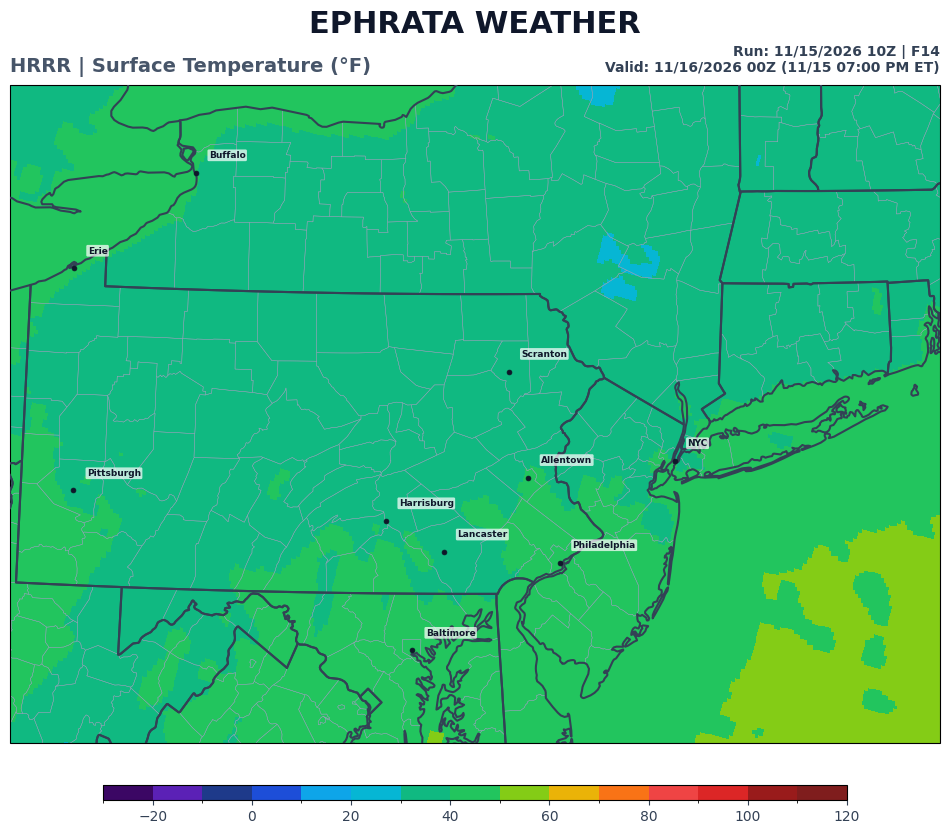 EPHRATA WEATHER
HRRR | Surface Temperature (°F)
Run: 11/15/2026 10Z | F14
Valid: 11/16/2026 00Z (11/15 07:00 PM ET)
Buffalo
Erie
Scranton
NYC
Allentown
Pittsburgh
Harrisburg
Lancaster
Philadelphia
Baltimore
−20 0 20 40 60 80 100 120